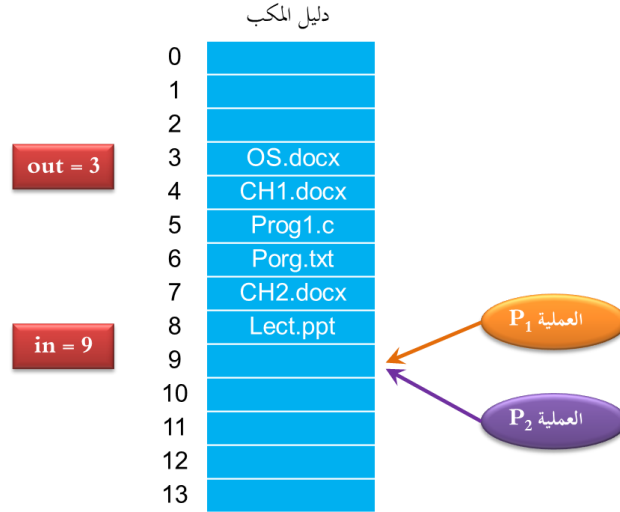 دليل المكب
0
1
2
out = 3
3 OS.docx
4 CH1.docx
5 Prog1.c
6 Porg.txt
7 CH2.docx
8 Lect.ppt
العملية P₁
in = 9
9
10
العملية P₂
11
12
13